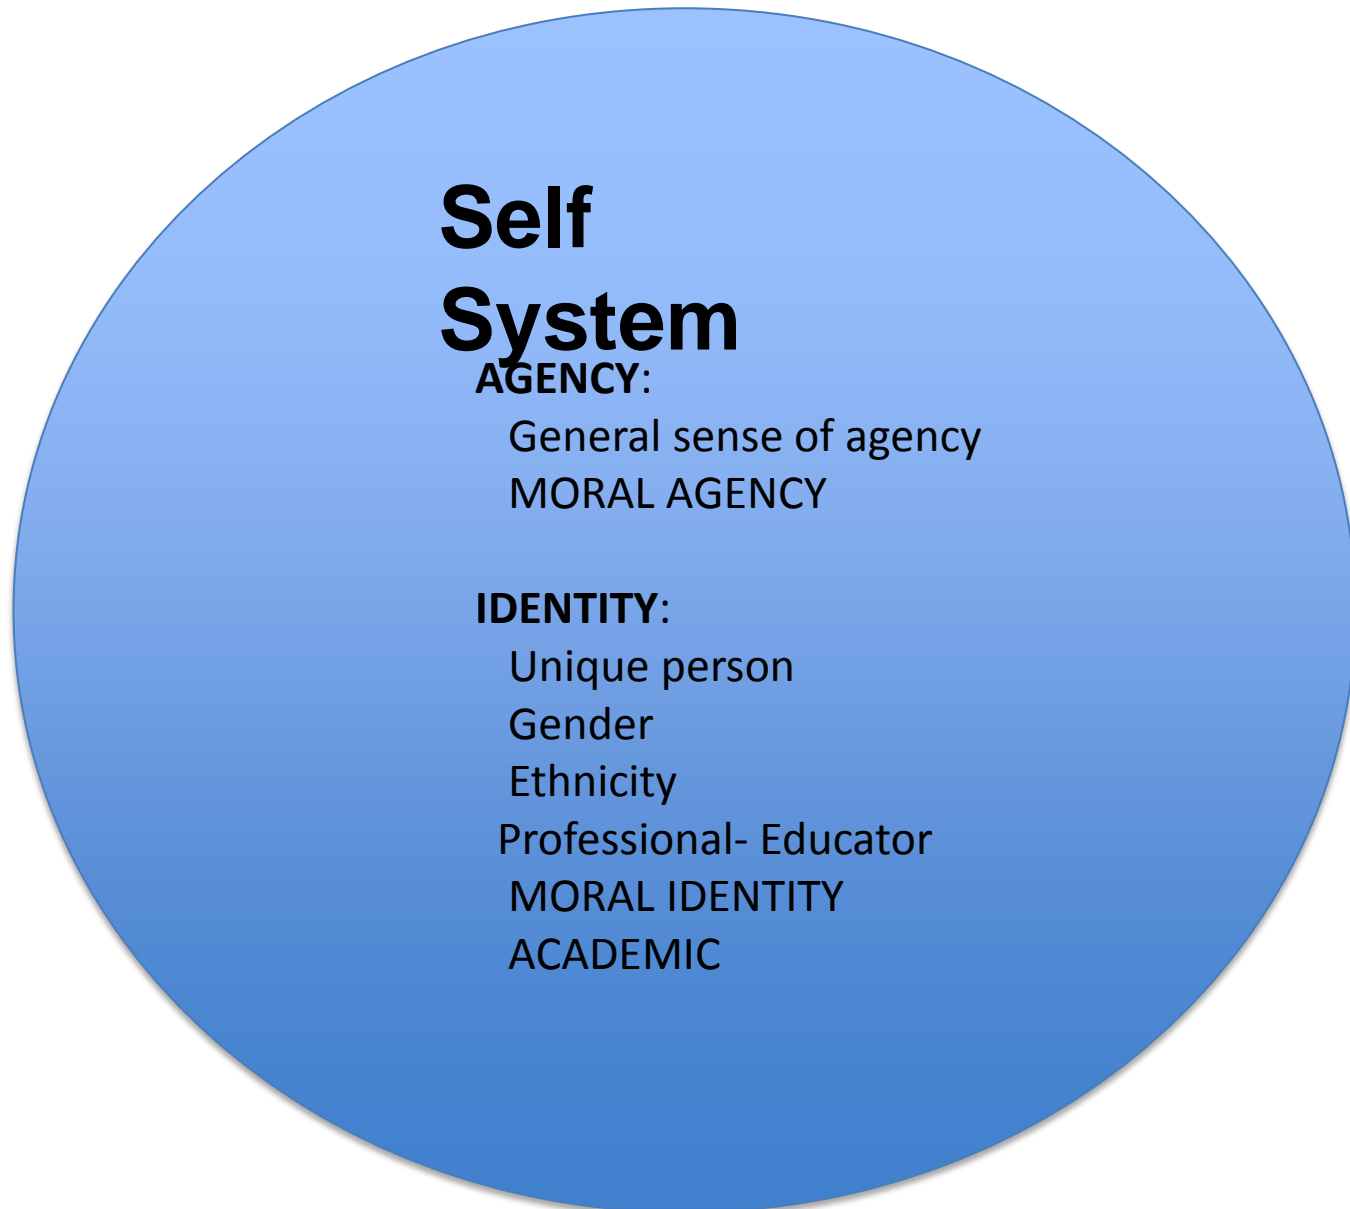 Self
System
AGENCY:
General sense of agency
MORAL AGENCY
IDENTITY:
Unique person
Gender
Ethnicity
Professional- Educator
MORAL IDENTITY
ACADEMIC